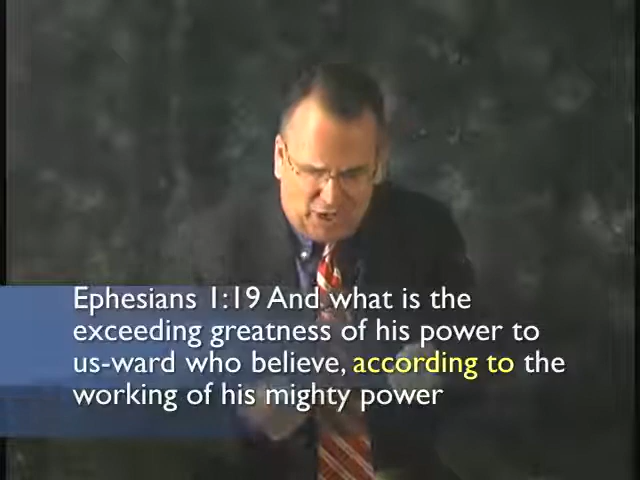 Ephesians 1:19 And what is the
exceeding greatness of his power to
us-ward who believe, according to the
working of his mighty power